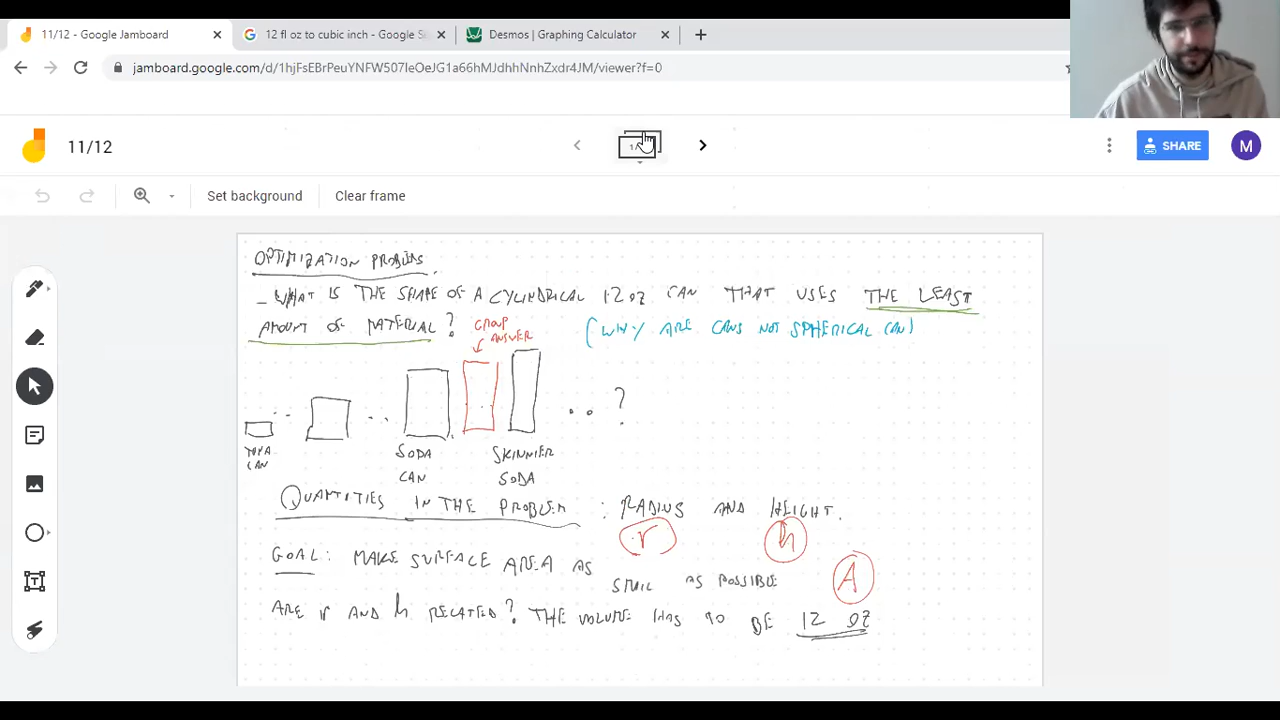 11/12 - Google Jamboard
12 fl oz to cubic inch - Google S
Desmos | Graphing Calculator
jamboard.google.com/d/1hjFsEBrPeuYNFW507IeOeJG1a66hMJdhhNnhZxdr4JM/viewer?f=0
11/12
SHARE
M
Set background
Clear frame
OPTIMIZATION PROBLEMS
- WHAT IS THE SHAPE OF A CYLINDRICAL 12 OZ CAN THAT USES THE LEAST
AMOUNT OF MATERIAL?
(WHY ARE CANS NOT SPHERICAL CAN)
GROUP
ANSWER
?
TUNA
CAN
SODA
CAN
SKINNIER
SODA
QUANTITIES IN THE PROBLEM : RADIUS AND HEIGHT.
r h
GOAL: MAKE SURFACE AREA AS SMALL AS POSSIBLE A
ARE r AND h RELATED? THE VOLUME HAS TO BE 12 OZ